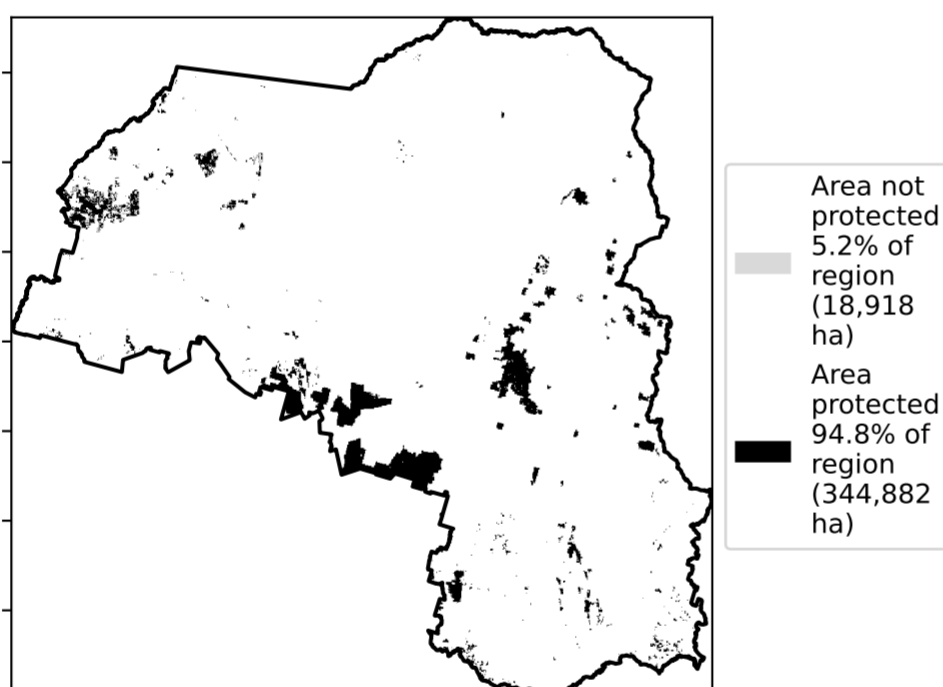 Area not
protected
5.2% of
region
(18,918
ha)
Area
protected
94.8% of
region
(344,882
ha)